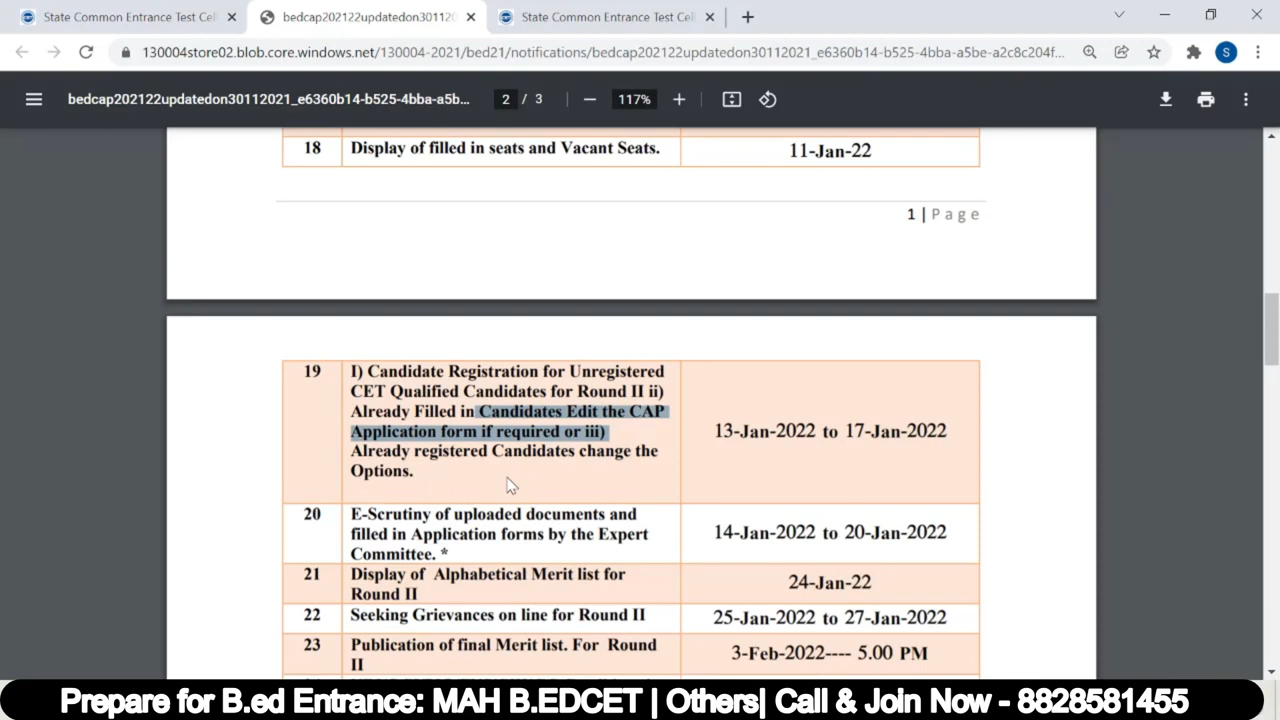 State Common Entrance Test Cell
bedcap202122updatedon30112
State Common Entrance Test Cell
130004store02.blob.core.windows.net/130004-2021/bed21/notifications/bedcap202122updatedon30112021_e6360b14-b525-4bba-a5be-a2c8c204f...
S
bedcap202122updatedon30112021_e6360b14-b525-4bba-a5b...
2 / 3
117%
18 Display of filled in seats and Vacant Seats. 11-Jan-22
1 | Page
19 I) Candidate Registration for Unregistered
CET Qualified Candidates for Round II ii)
Already Filled in Candidates Edit the CAP
Application form if required or iii)
13-Jan-2022 to 17-Jan-2022
Already registered Candidates change the
Options.
20 E-Scrutiny of uploaded documents and
filled in Application forms by the Expert
Committee. *
14-Jan-2022 to 20-Jan-2022
21 Display of Alphabetical Merit list for
Round II
24-Jan-22
22 Seeking Grievances on line for Round II 25-Jan-2022 to 27-Jan-2022
23 Publication of final Merit list. For Round
II
3-Feb-2022---- 5.00 PM
Prepare for B.ed Entrance: MAH B.EDCET | Others| Call & Join Now - 8828581455